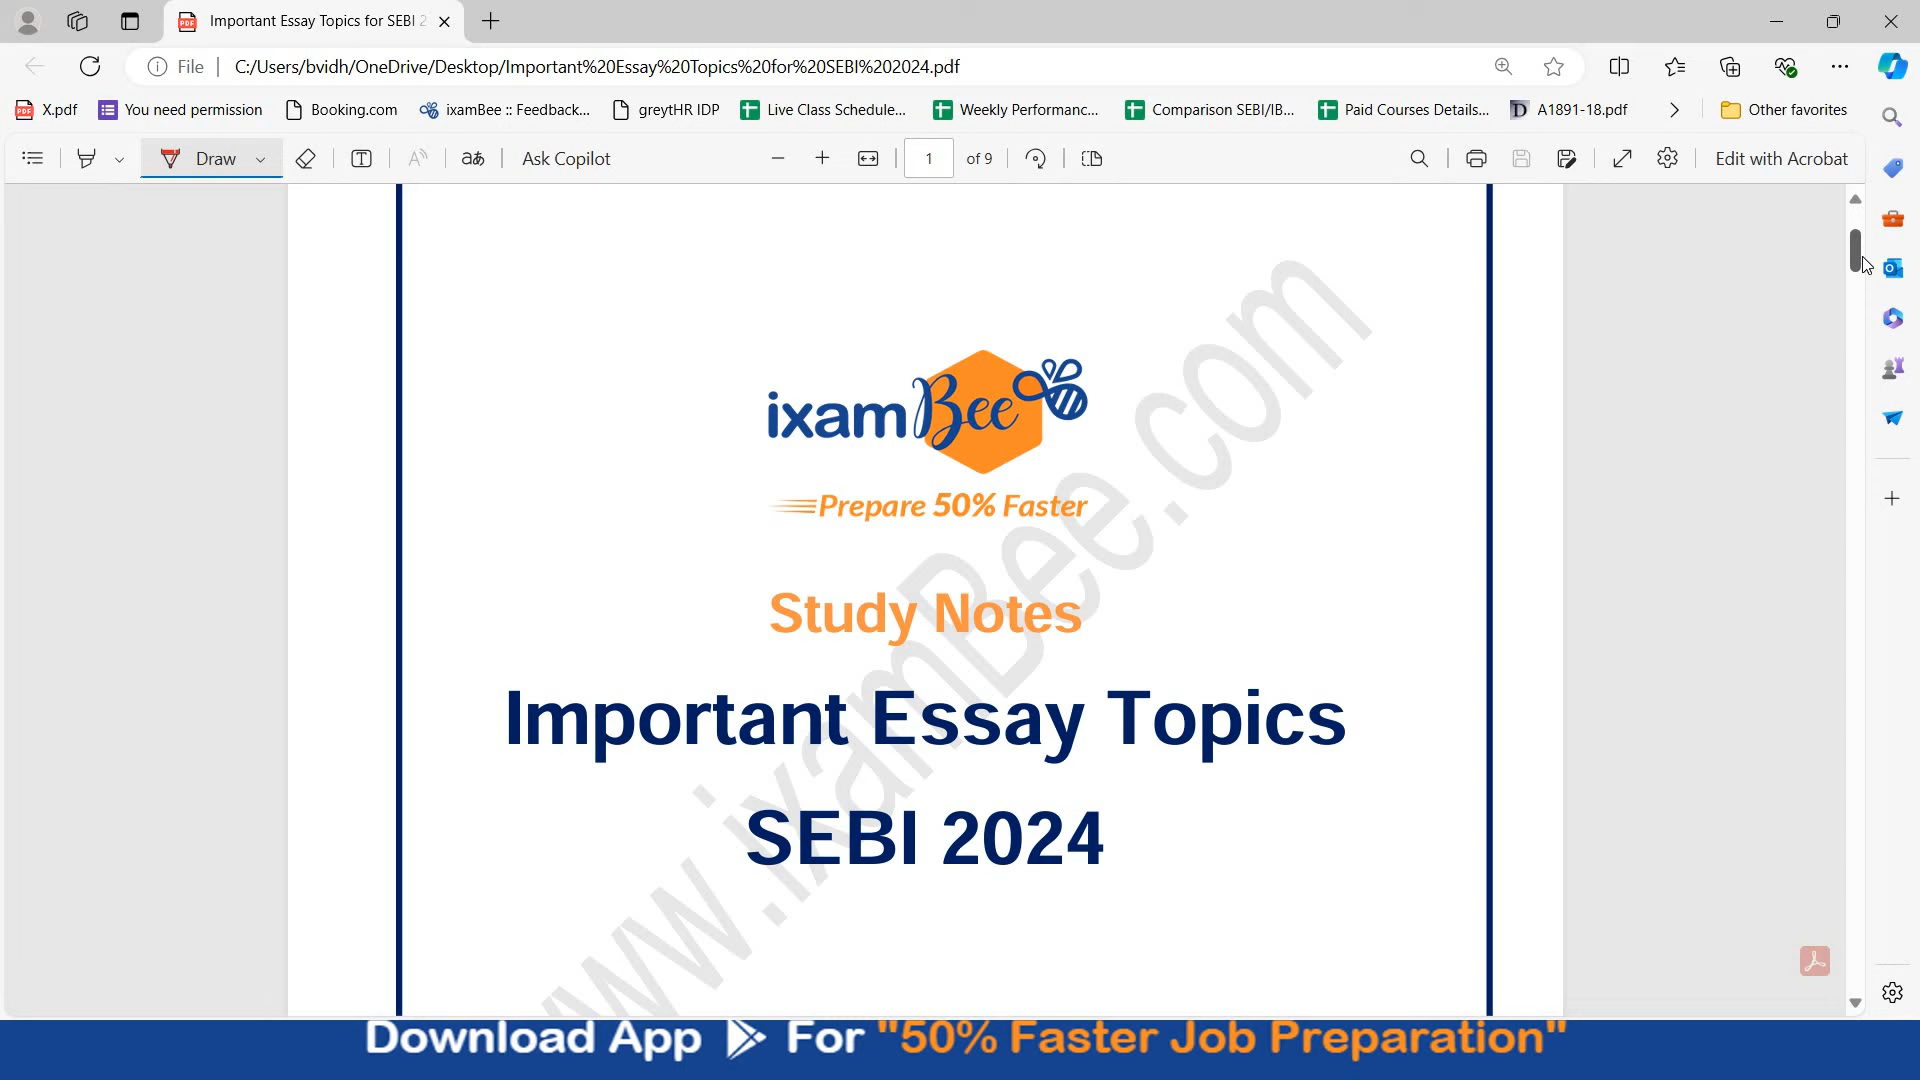 Important Essay Topics for SEBI 2
File
C:/Users/bvidh/OneDrive/Desktop/Important%20Essay%20Topics%20for%20SEBI%202024.pdf
X.pdf
You need permission
Booking.com
ixamBee :: Feedback...
greytHR IDP
Live Class Schedule...
Weekly Performanc...
Comparison SEBI/IB...
Paid Courses Details...
A1891-18.pdf
Other favorites
Draw
Ask Copilot
1
of 9
Edit with Acrobat
ixamBee
Prepare 50% Faster
Study Notes
Important Essay Topics
SEBI 2024
www.ixamBee.com
Download App For "50% Faster Job Preparation"